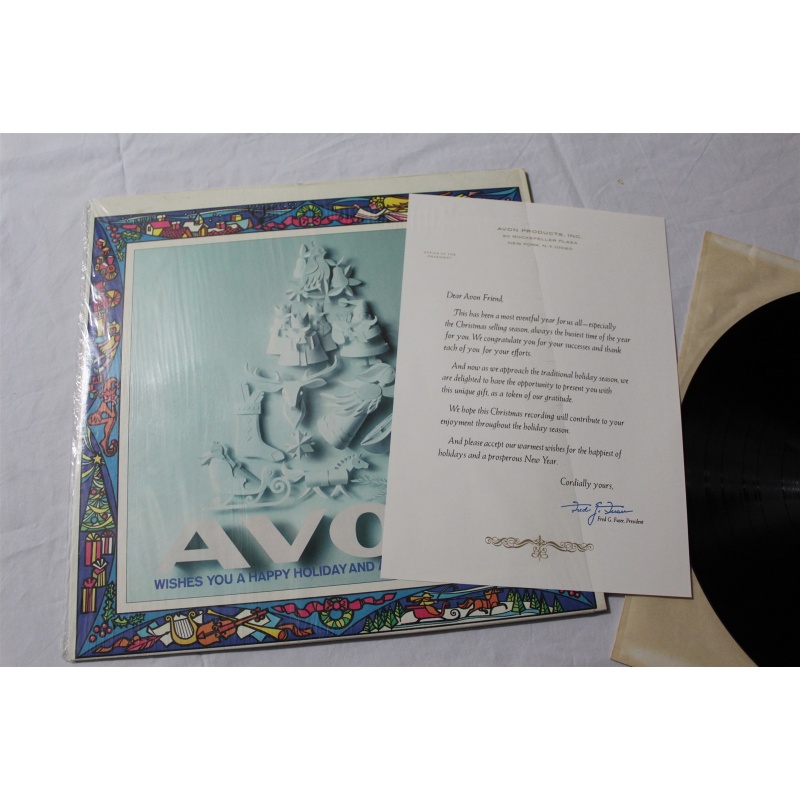 AVO
WISHES YOU A HAPPY HOLIDAY AND
AVON PRODUCTS, INC.
30 ROCKEFELLER PLAZA
NEW YORK, N.Y. 10020
OFFICE OF THE
PRESIDENT
Dear Avon Friend,
This has been a most eventful year for us all—especially
the Christmas selling season, always the busiest time of the year
for you. We congratulate you for your successes and thank
each of you for your efforts.
And now as we approach the traditional holiday season, we
are delighted to have the opportunity to present you with
this unique gift, as a token of our gratitude.
We hope this Christmas recording will contribute to your
enjoyment throughout the holiday season.
And please accept our warmest wishes for the happiest of
holidays and a prosperous New Year.
Cordially yours,
Fred G. Fusee
Fred G. Fusee, President